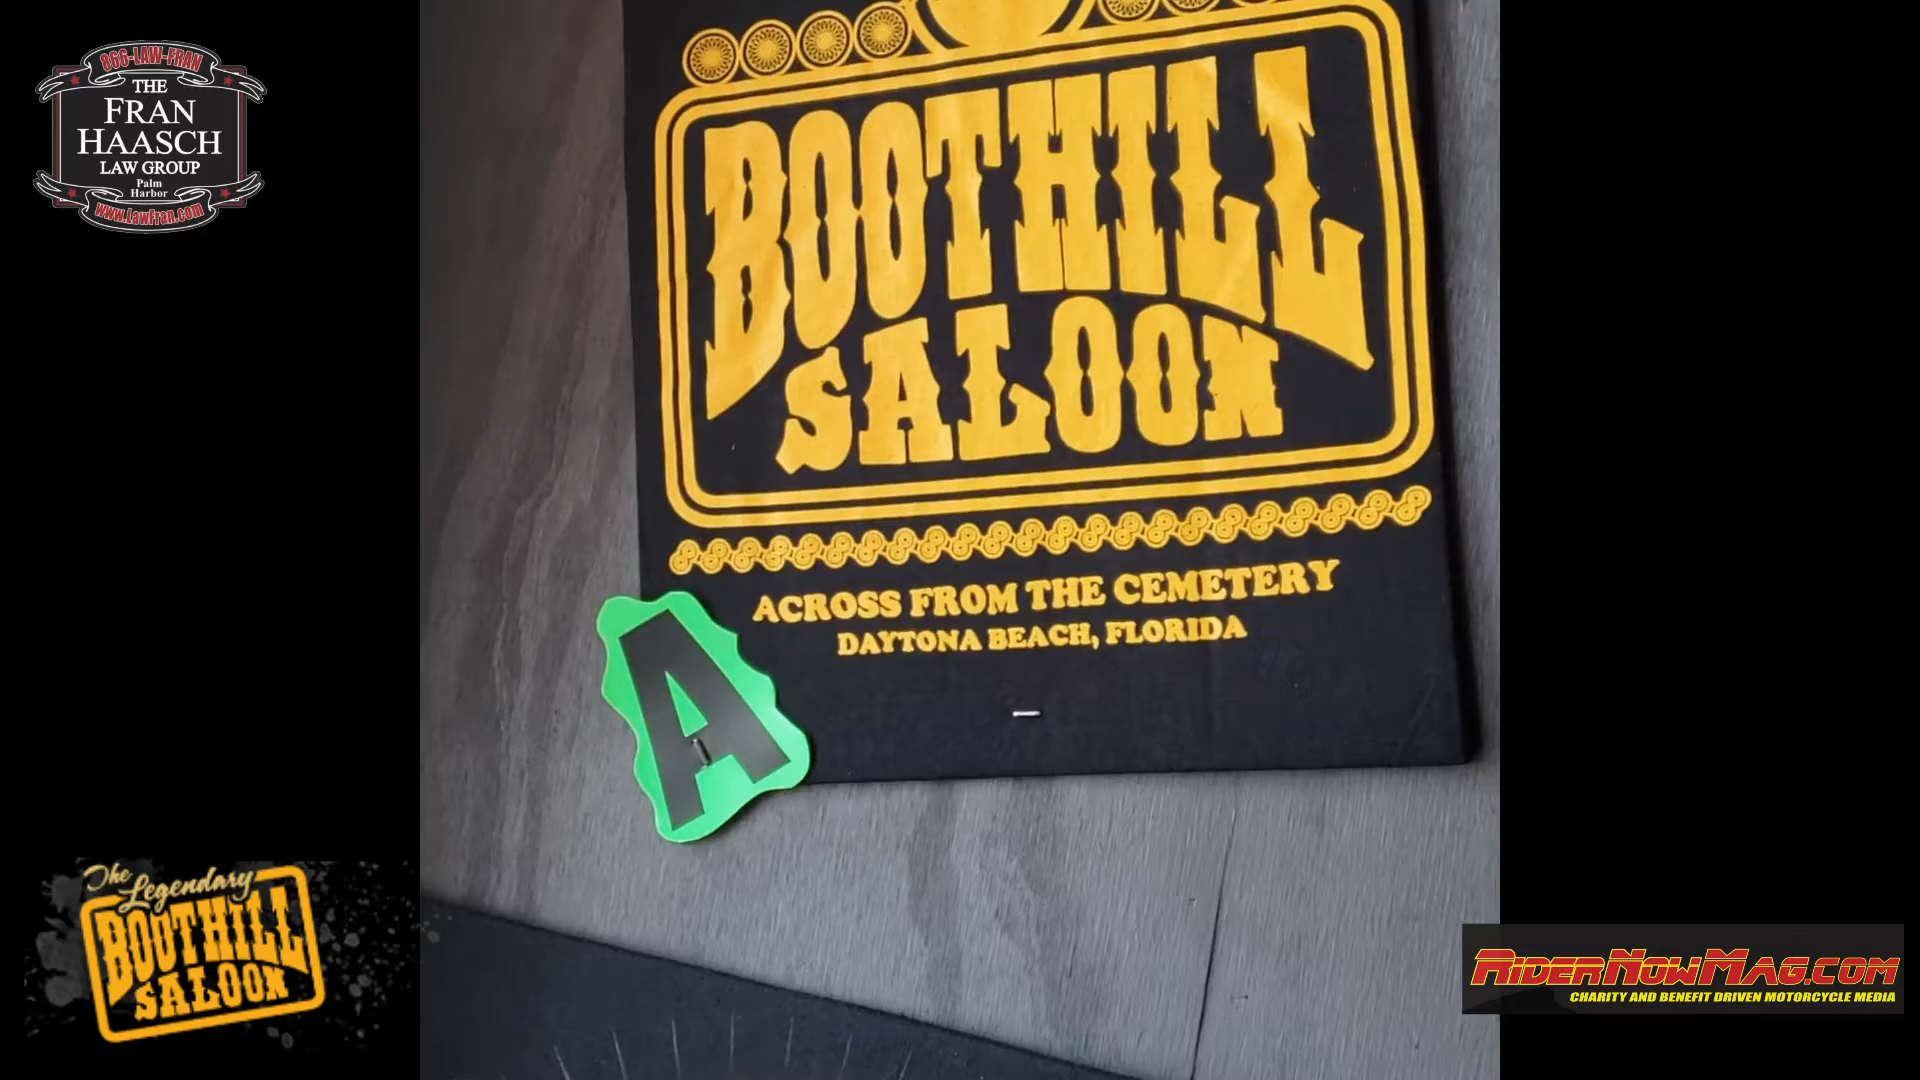 866-LAW-FRAN
THE
FRAN
HAASCH
LAW GROUP
Palm
Harbor
www.LawFran.com
BOOTHILL
SALOON
ACROSS FROM THE CEMETERY
DAYTONA BEACH, FLORIDA
A
The Legendary
BOOTHILL
SALOON
RIDERNOWMAG.COM
CHARITY AND BENEFIT DRIVEN MOTORCYCLE MEDIA